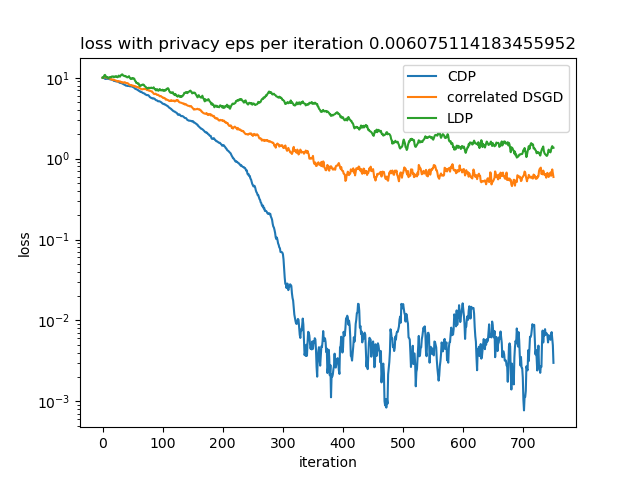 loss with privacy eps per iteration 0.006075114183455952
CDP
correlated DSGD
LDP
loss
10¹
10⁰
10⁻¹
10⁻²
10⁻³
0 100 200 300 400 500 600 700
iteration